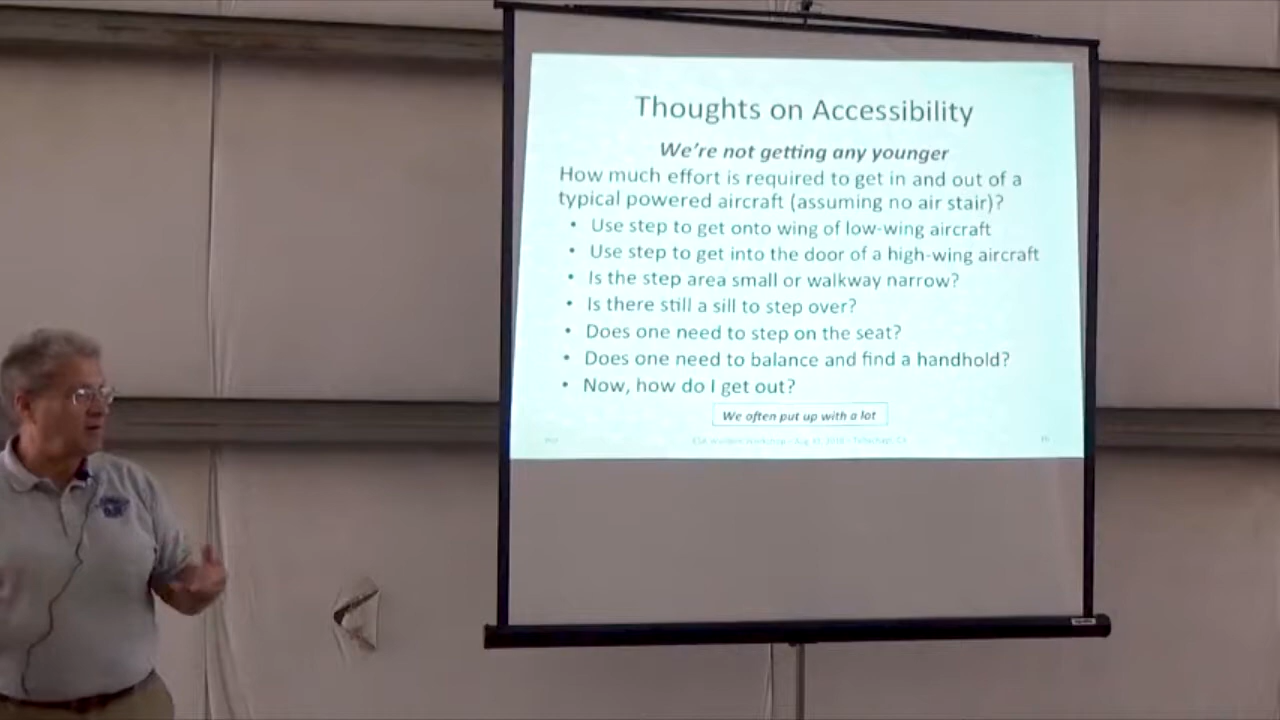 Thoughts on Accessibility
We're not getting any younger
How much effort is required to get in and out of a
typical powered aircraft (assuming no air stair)?
• Use step to get onto wing of low-wing aircraft
• Use step to get into the door of a high-wing aircraft
• Is the step area small or walkway narrow?
• Is there still a sill to step over?
• Does one need to step on the seat?
• Does one need to balance and find a handhold?
• Now, how do I get out?
We often put up with a lot